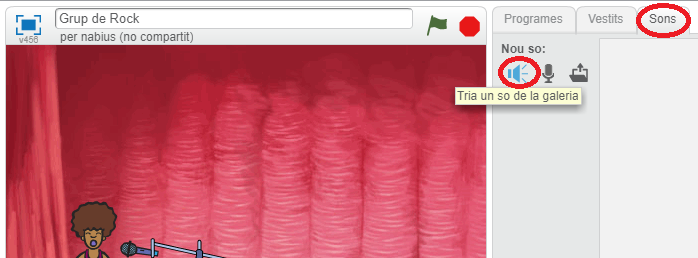 Grup de Rock
v456
per nabius (no compartit)
Programes
Vestits
Sons
Nou so:
Tria un so de la galeria